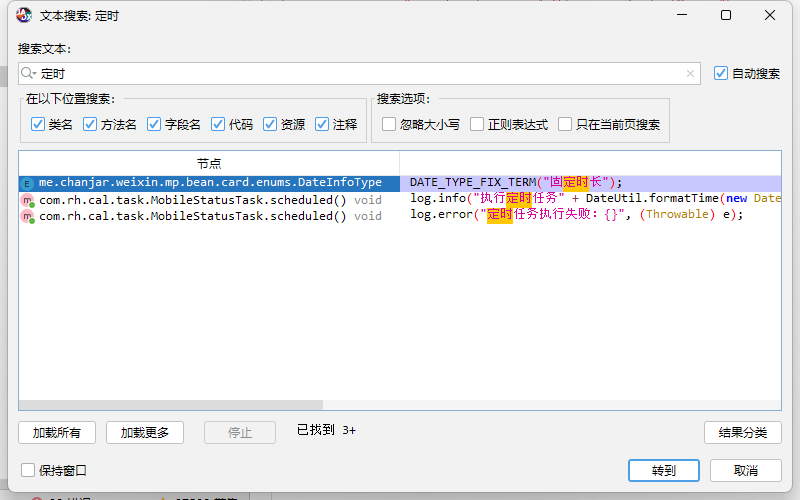 文本搜索: 定时
搜索文本:
定时
自动搜索
在以下位置搜索:
类名 方法名 字段名 代码 资源 注释
搜索选项:
忽略大小写 正则表达式 只在当前页搜索
节点
me.chanjar.weixin.mp.bean.card.enums.DateInfoType DATE_TYPE_FIX_TERM("固定时长");
com.rh.cal.task.MobileStatusTask.scheduled() void log.info("执行定时任务" + DateUtil.formatTime(new Date
com.rh.cal.task.MobileStatusTask.scheduled() void log.error("定时任务执行失败: {}", (Throwable) e);
加载所有 加载更多 停止 已找到 3+ 结果分类
保持窗口 转到 取消